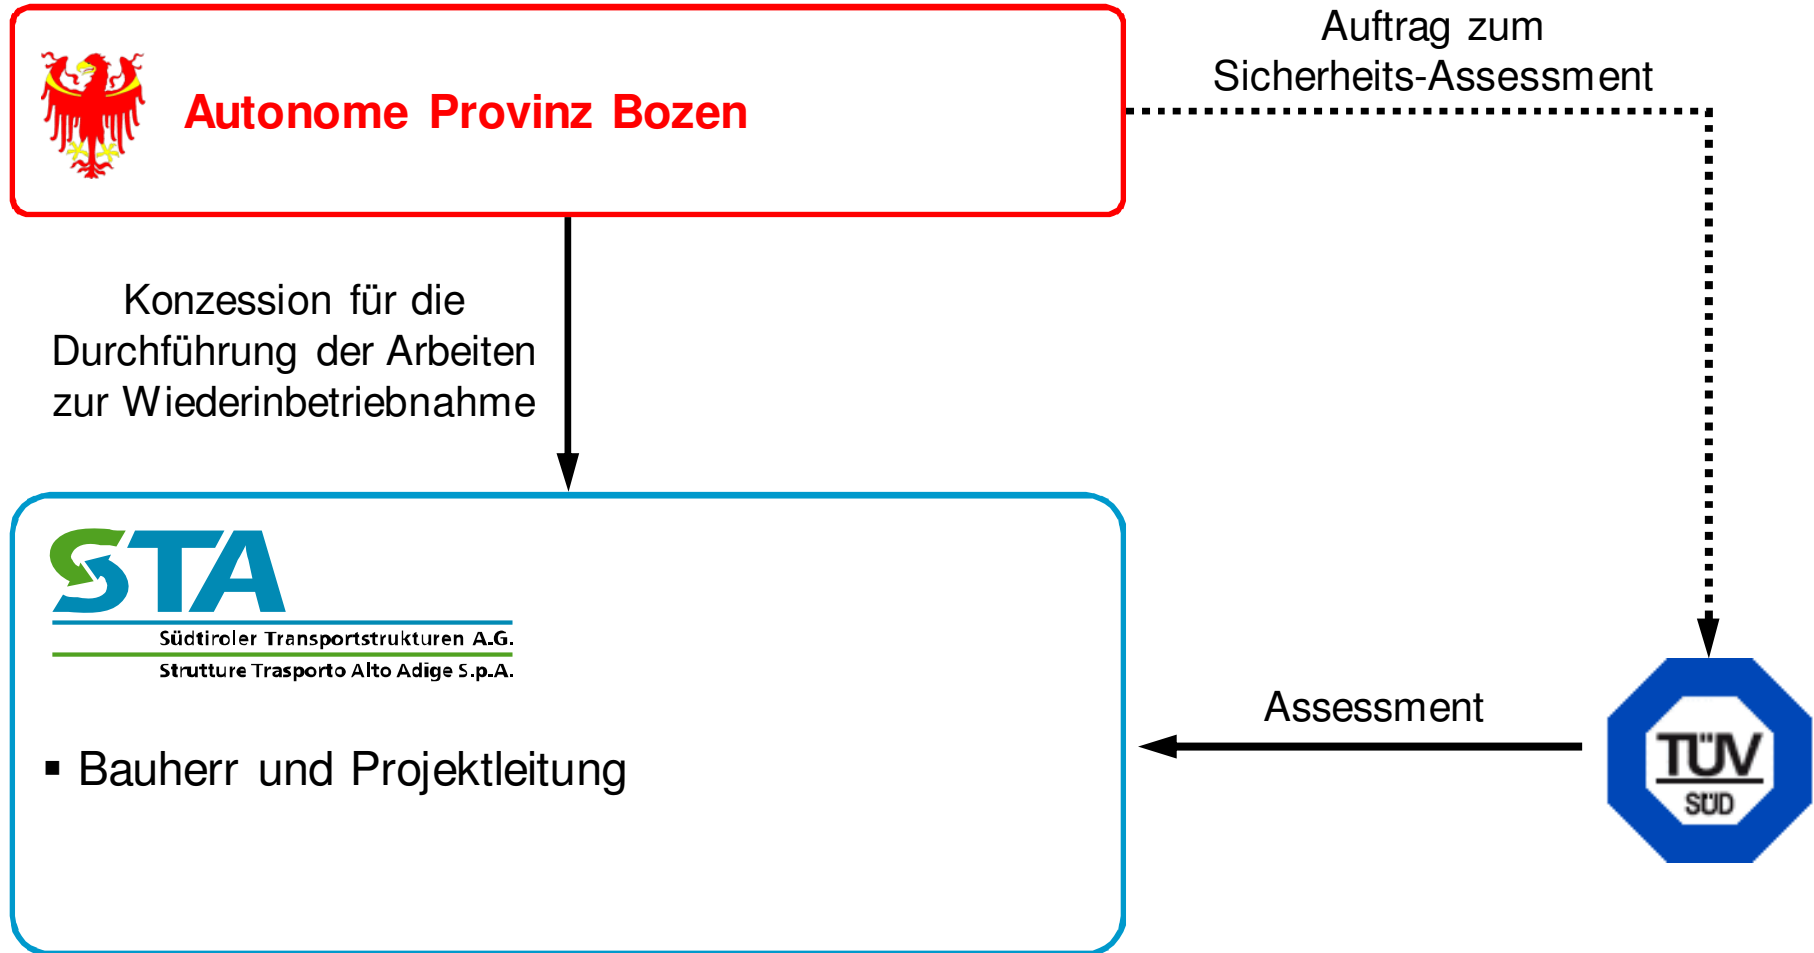 Auftrag zum
Sicherheits-Assessment
Autonome Provinz Bozen
Konzession für die
Durchführung der Arbeiten
zur Wiederinbetriebnahme
STA
Südtiroler Transportstrukturen A.G.
Strutture Trasporto Alto Adige S.p.A.
▪ Bauherr und Projektleitung
Assessment
TÜV
SÜD